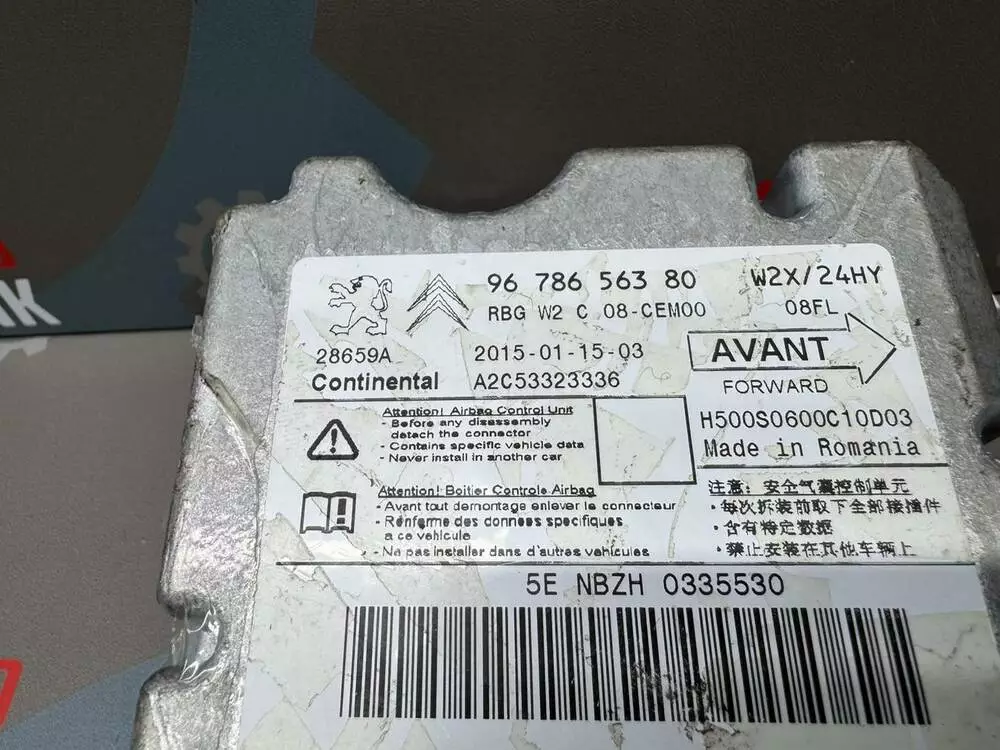 96 786 563 80 W2X/24HY
RBG W2 C 08-CEM00 08FL
28659A 2015-01-15-03 AVANT
Continental A2C53323336 FORWARD
Attention! Airbag Control Unit
- Before any disassembly
detach the connector
- Contains specific vehicle data
- Never install in another car
H500S0600C10D03
Made in Romania
Attention! Boitier Controle Airbag
- Avant tout demontage enlever le connecteur
- Renferme des donnees specifiques
a ce vehicule
- Ne pas installer dans d'autres vehicules
注意: 安全气囊控制单元
·每次拆装前取下全部接插件
·含有特定数据
·禁止安装在其他车辆上
5E NBZH 0335530